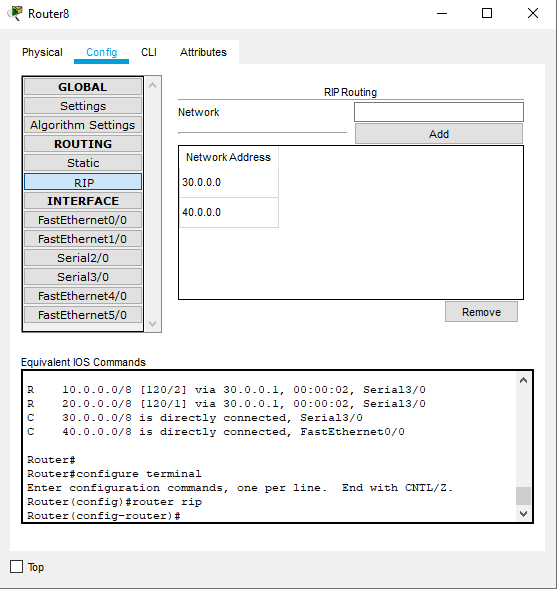 Router8
Physical Config CLI Attributes
GLOBAL
Settings
Algorithm Settings
ROUTING
Static
RIP
INTERFACE
FastEthernet0/0
FastEthernet1/0
Serial2/0
Serial3/0
FastEthernet4/0
FastEthernet5/0
RIP Routing
Network
Add
Network Address
30.0.0.0
40.0.0.0
Remove
Equivalent IOS Commands
R    10.0.0.0/8 [120/2] via 30.0.0.1, 00:00:02, Serial3/0
R    20.0.0.0/8 [120/1] via 30.0.0.1, 00:00:02, Serial3/0
C    30.0.0.0/8 is directly connected, Serial3/0
C    40.0.0.0/8 is directly connected, FastEthernet0/0
Router#
Router#configure terminal
Enter configuration commands, one per line.  End with CNTL/Z.
Router(config)#router rip
Router(config-router)#
Top